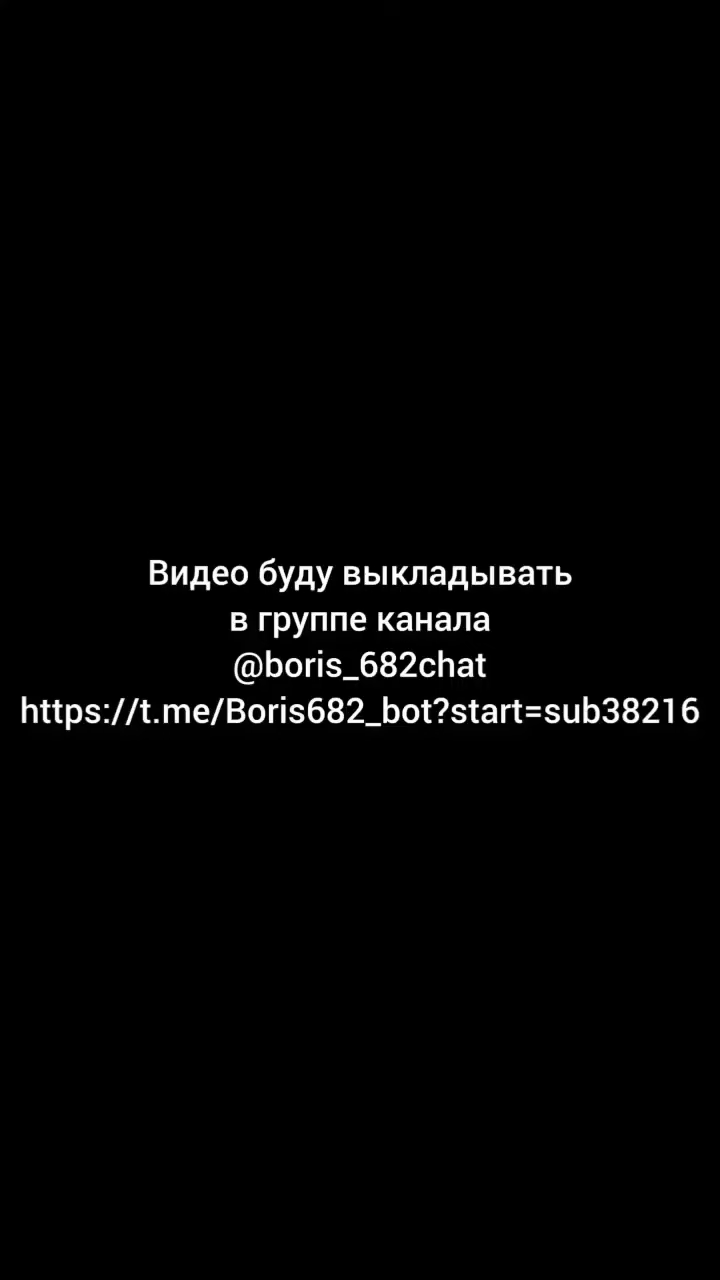 Видео буду выкладывать
в группе канала
@boris_682chat
https://t.me/Boris682_bot?start=sub38216